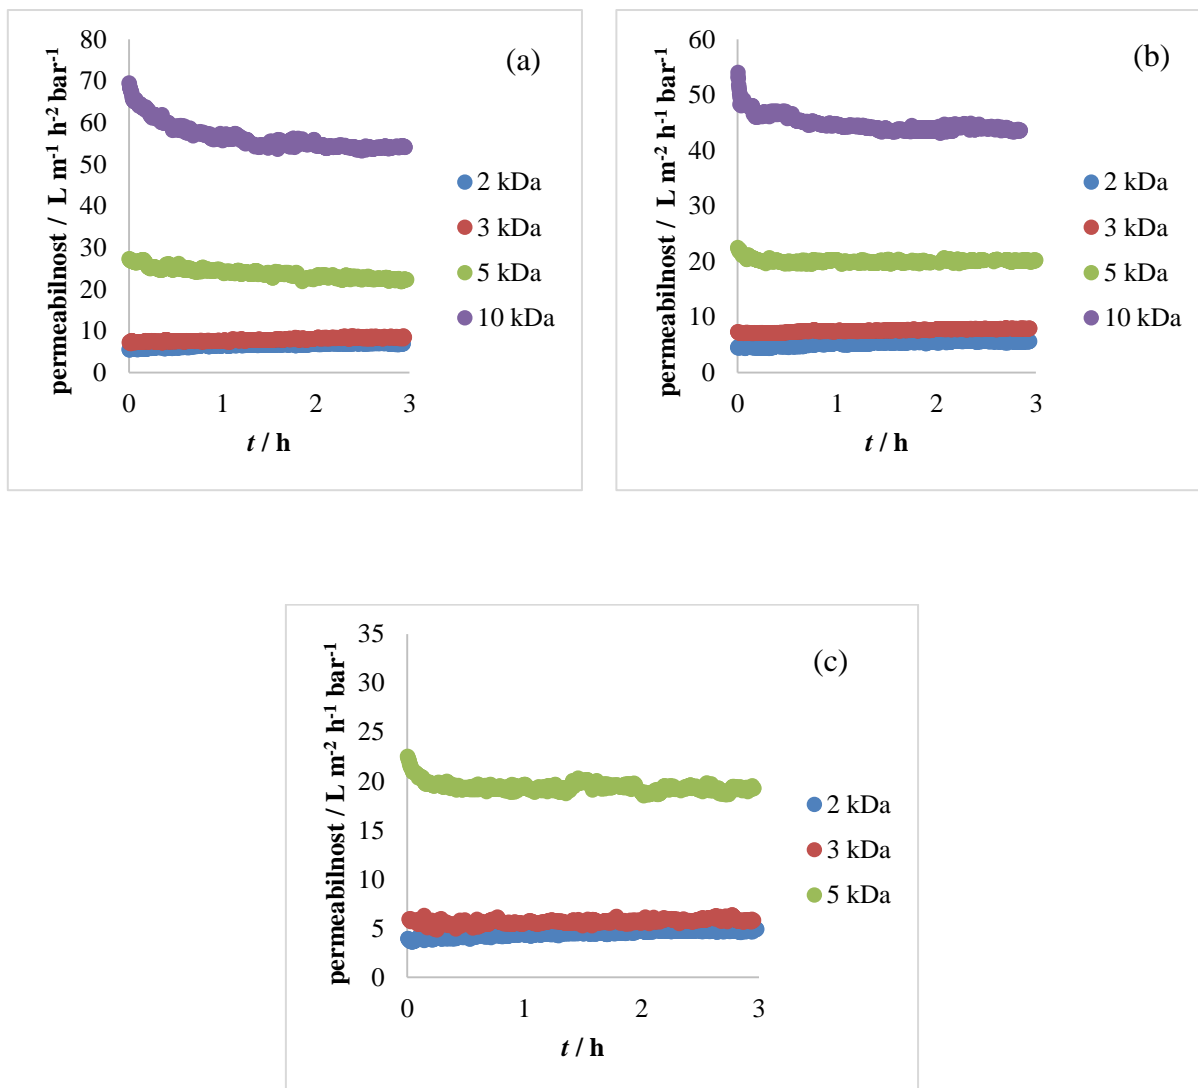 (a)
permeabilnost / L m⁻¹ h⁻² bar⁻¹
80
70
60
50
40
30
20
10
0
0 1 2 3
t / h
2 kDa
3 kDa
5 kDa
10 kDa
(b)
permeabilnost / L m⁻² h⁻¹ bar⁻¹
60
50
40
30
20
10
0
0 1 2 3
t / h
2 kDa
3 kDa
5 kDa
10 kDa
(c)
permeabilnost / L m⁻² h⁻¹ bar⁻¹
35
30
25
20
15
10
5
0
0 1 2 3
t / h
2 kDa
3 kDa
5 kDa